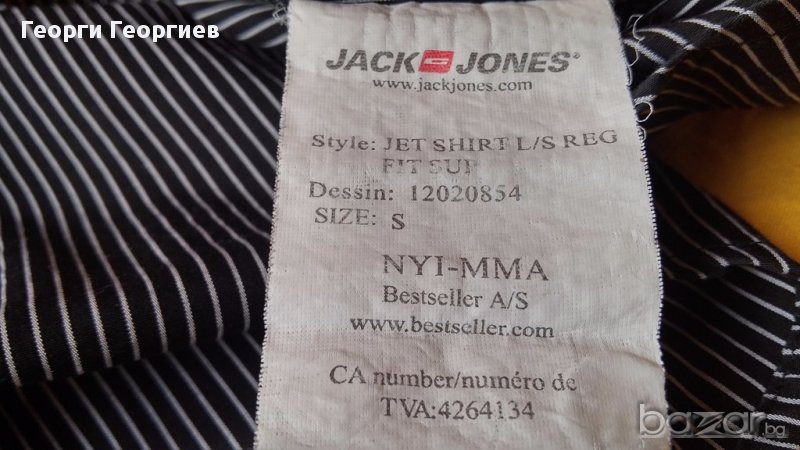 Георги Георгиев
JACK JONES®
www.jackjones.com
Style: JET SHIRT L/S REG
FIT SUP
Dessin: 12020854
SIZE: S
NYI-MMA
Bestseller A/S
www.bestseller.com
CA number/numéro de
TVA:4264134
bazar.bg